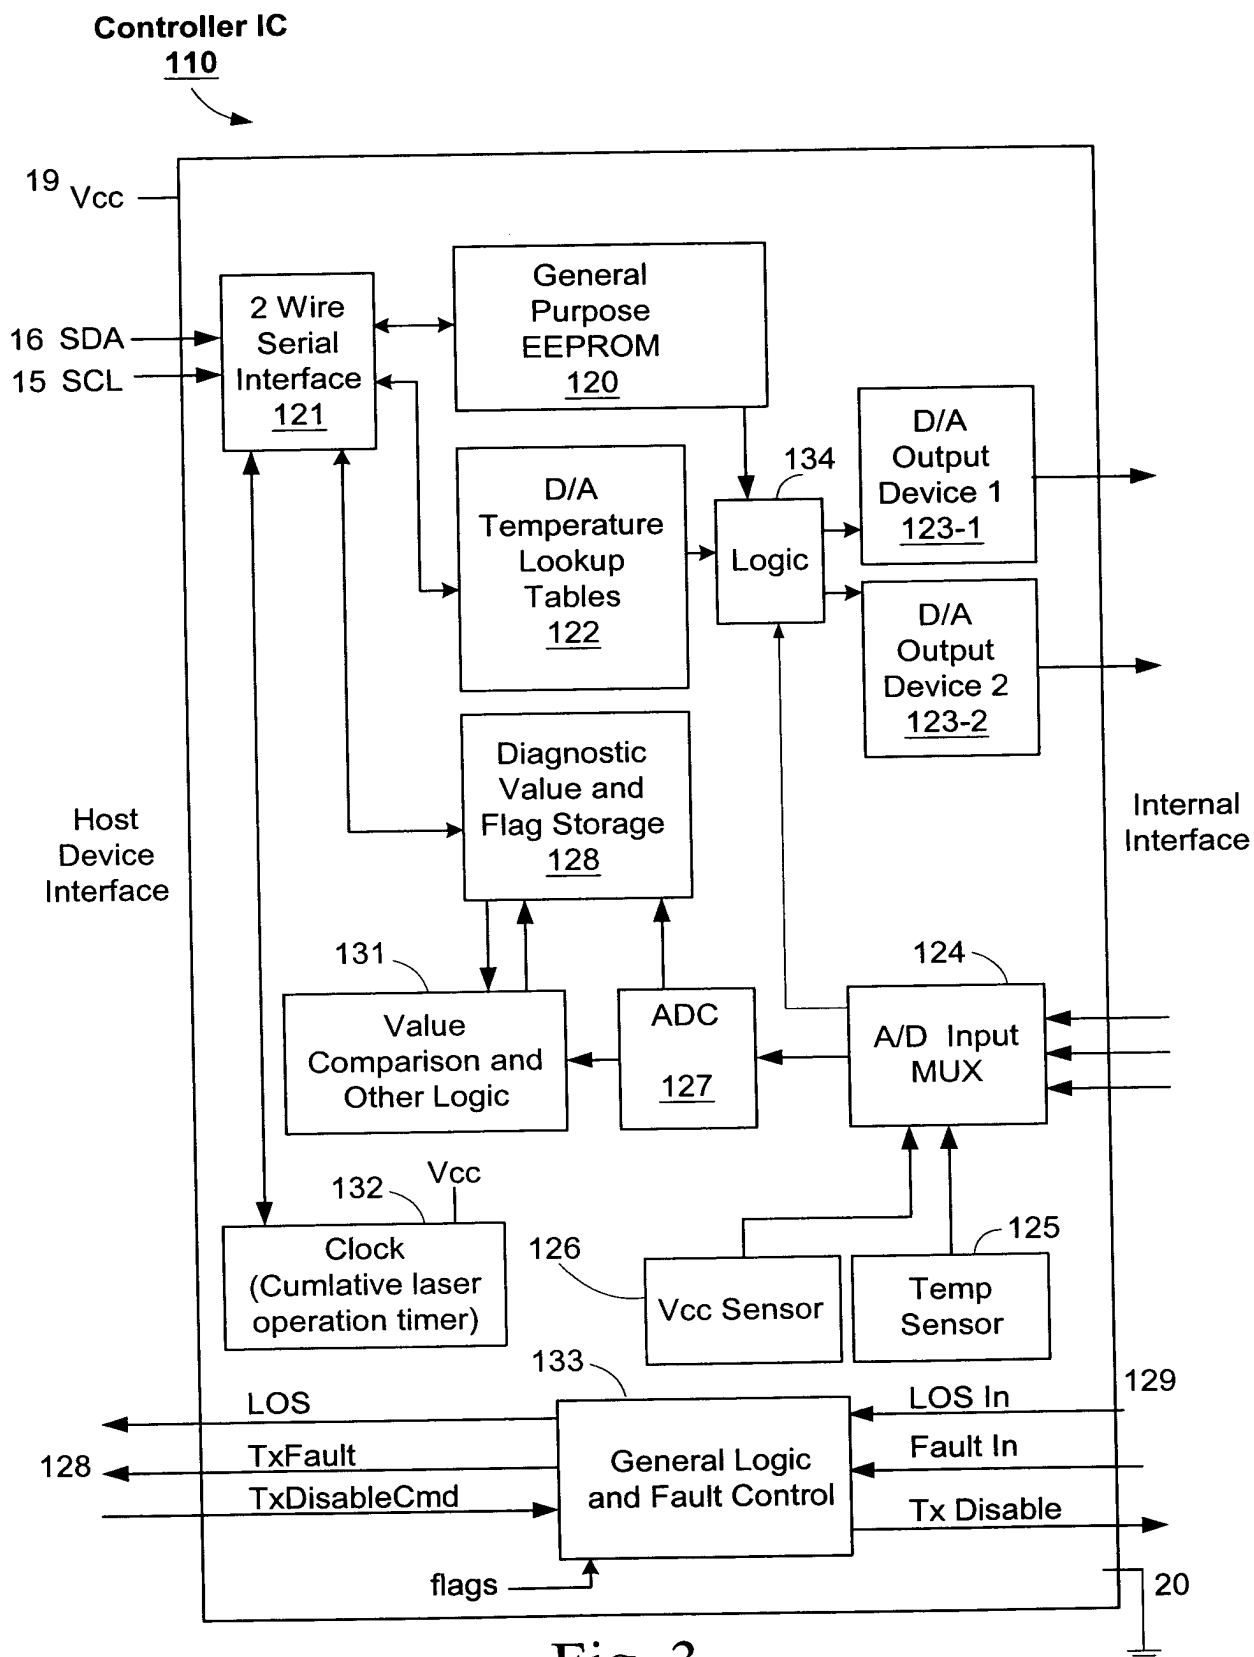 Controller IC
110
19 Vcc
16 SDA
15 SCL
2 Wire
Serial
Interface
121
General
Purpose
EEPROM
120
D/A
Temperature
Lookup
Tables
122
134
Logic
D/A
Output
Device 1
123-1
D/A
Output
Device 2
123-2
Diagnostic
Value and
Flag Storage
128
Host
Device
Interface
Internal
Interface
131
Value
Comparison and
Other Logic
ADC
127
124
A/D Input
MUX
132
Vcc
Clock
(Cumlative laser
operation timer)
126
Vcc Sensor
125
Temp
Sensor
133
General Logic
and Fault Control
LOS
TxFault
128
TxDisableCmd
flags
LOS In
129
Fault In
Tx Disable
20
Fig. 3